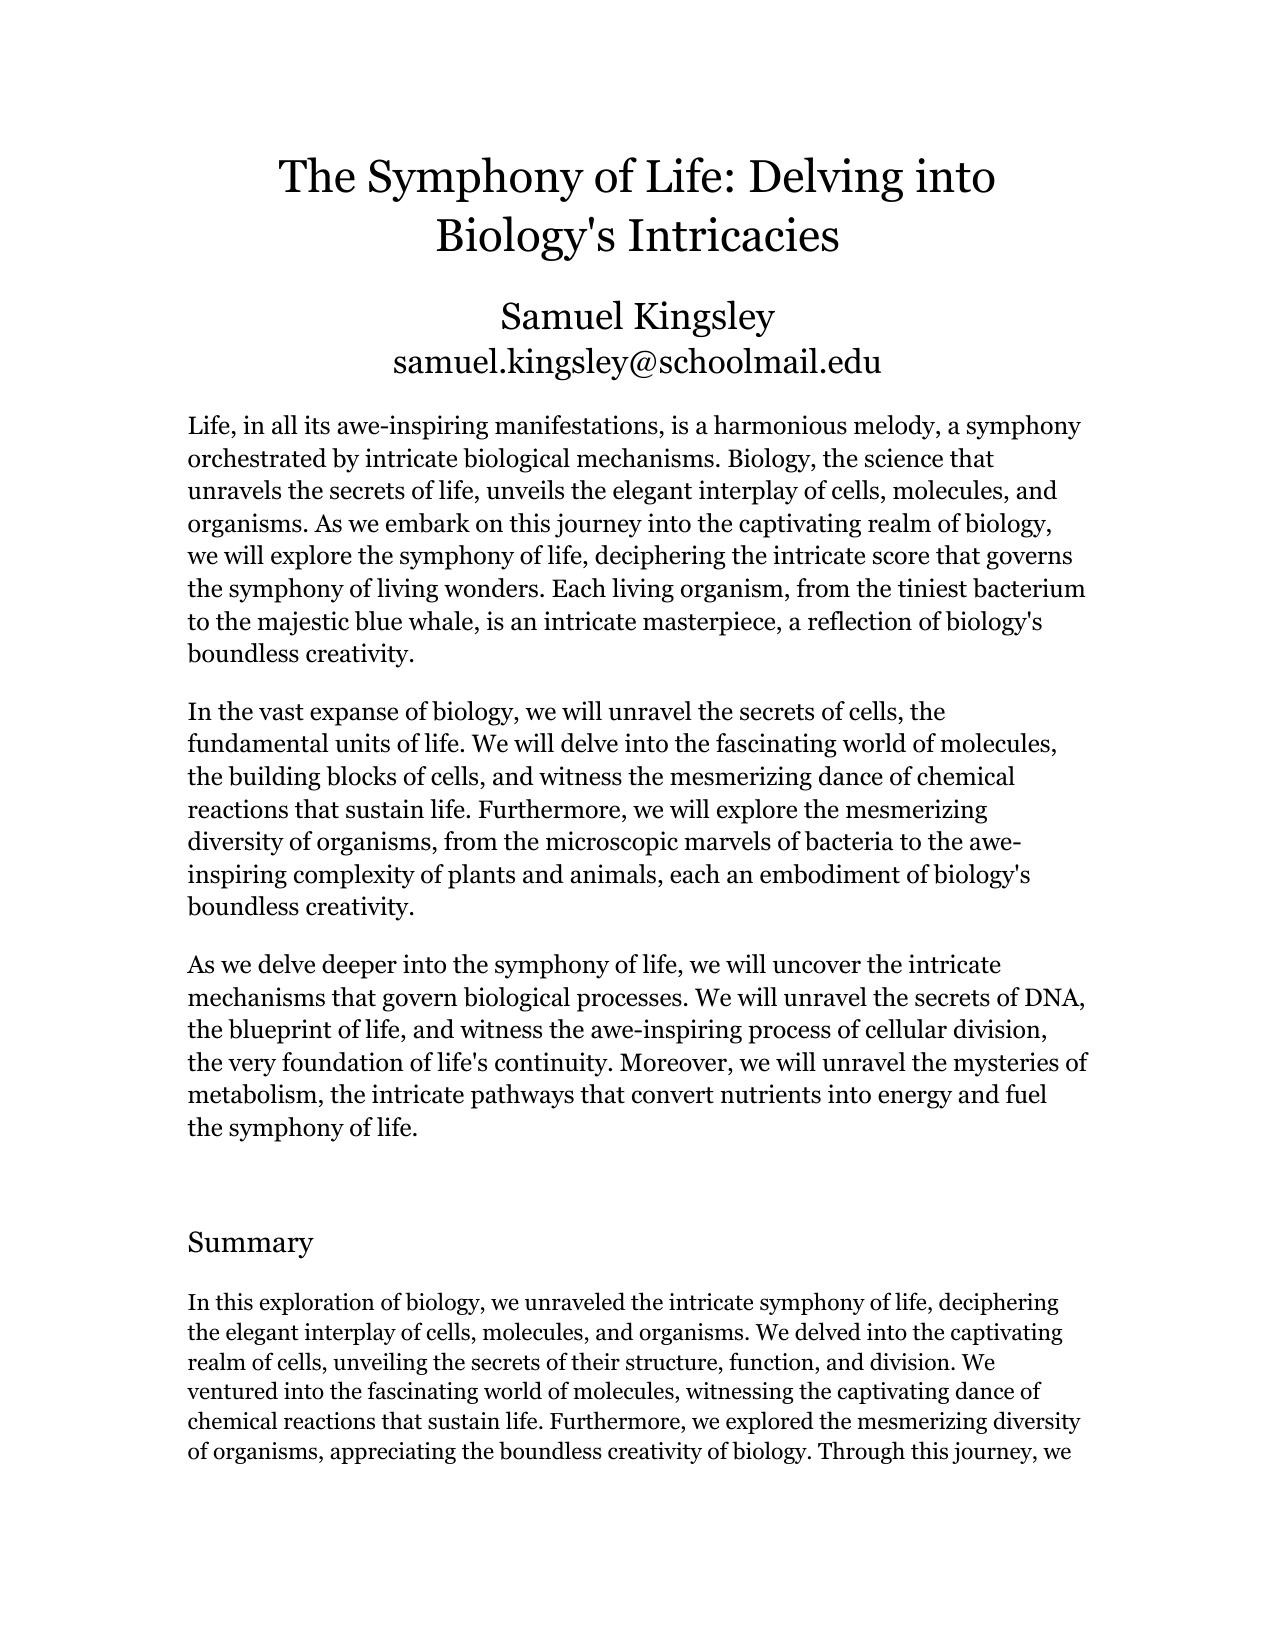 The Symphony of Life: Delving into
Biology's Intricacies
Samuel Kingsley
samuel.kingsley@schoolmail.edu
Life, in all its awe-inspiring manifestations, is a harmonious melody, a symphony
orchestrated by intricate biological mechanisms. Biology, the science that
unravels the secrets of life, unveils the elegant interplay of cells, molecules, and
organisms. As we embark on this journey into the captivating realm of biology,
we will explore the symphony of life, deciphering the intricate score that governs
the symphony of living wonders. Each living organism, from the tiniest bacterium
to the majestic blue whale, is an intricate masterpiece, a reflection of biology's
boundless creativity.
In the vast expanse of biology, we will unravel the secrets of cells, the
fundamental units of life. We will delve into the fascinating world of molecules,
the building blocks of cells, and witness the mesmerizing dance of chemical
reactions that sustain life. Furthermore, we will explore the mesmerizing
diversity of organisms, from the microscopic marvels of bacteria to the awe-
inspiring complexity of plants and animals, each an embodiment of biology's
boundless creativity.
As we delve deeper into the symphony of life, we will uncover the intricate
mechanisms that govern biological processes. We will unravel the secrets of DNA,
the blueprint of life, and witness the awe-inspiring process of cellular division,
the very foundation of life's continuity. Moreover, we will unravel the mysteries of
metabolism, the intricate pathways that convert nutrients into energy and fuel
the symphony of life.
Summary
In this exploration of biology, we unraveled the intricate symphony of life, deciphering
the elegant interplay of cells, molecules, and organisms. We delved into the captivating
realm of cells, unveiling the secrets of their structure, function, and division. We
ventured into the fascinating world of molecules, witnessing the captivating dance of
chemical reactions that sustain life. Furthermore, we explored the mesmerizing diversity
of organisms, appreciating the boundless creativity of biology. Through this journey, we